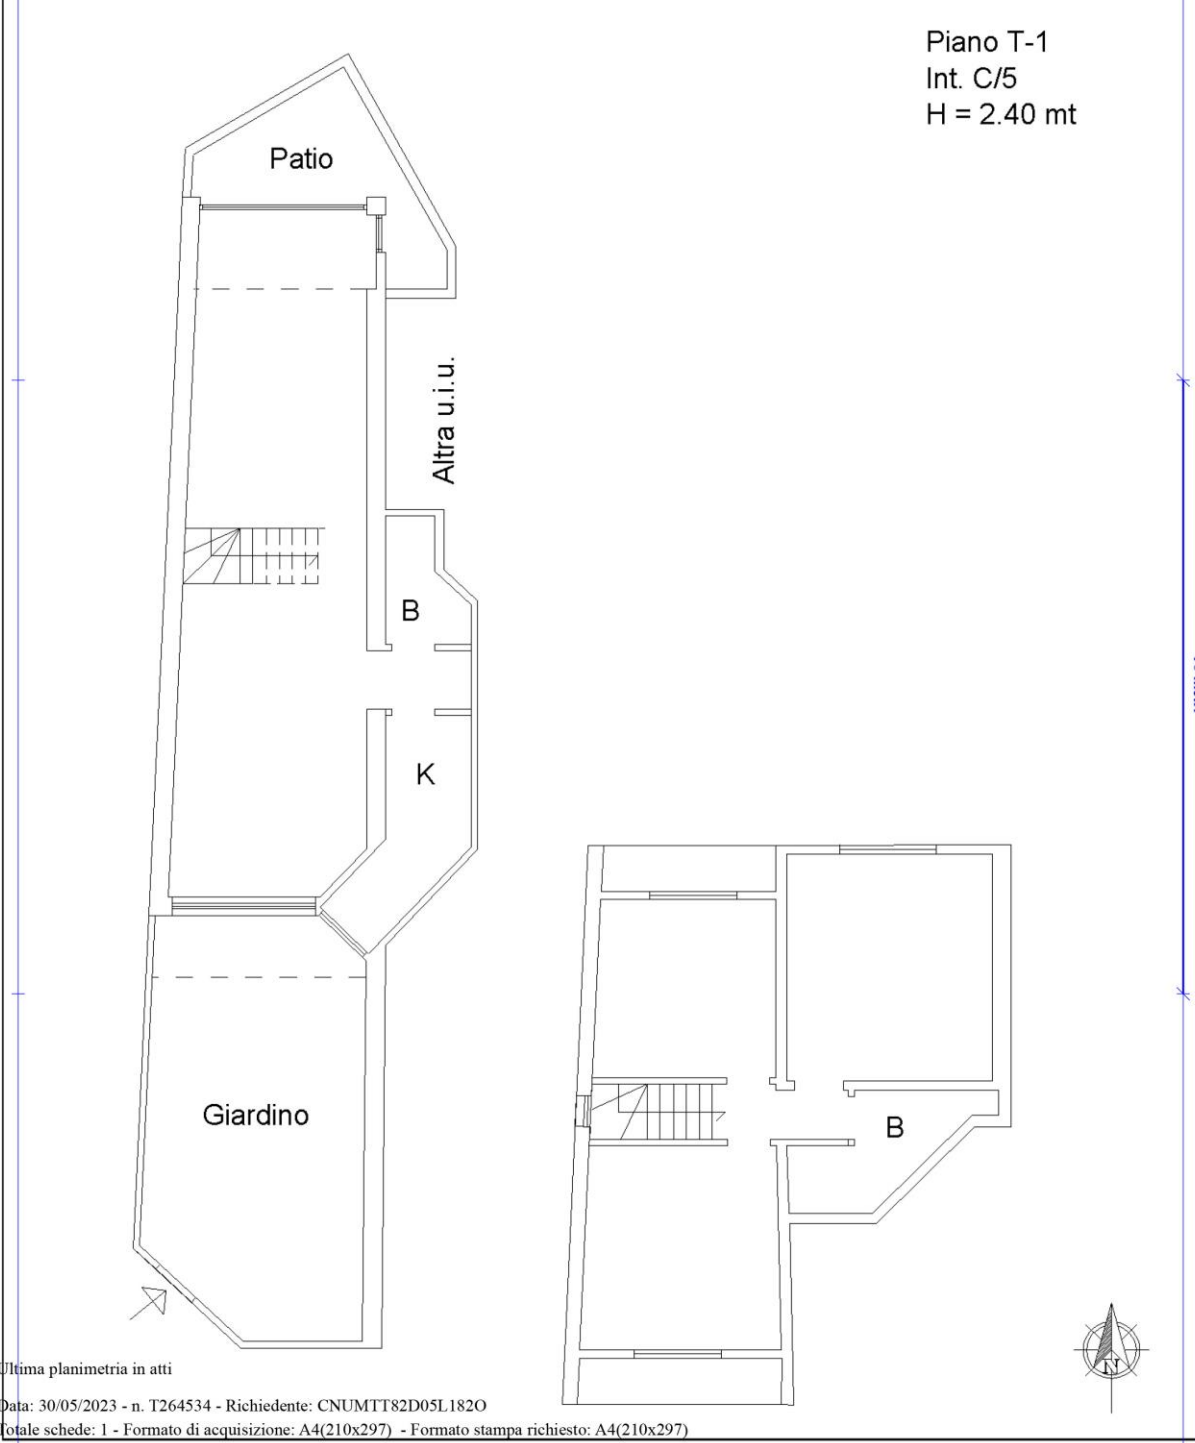 Piano T-1
Int. C/5
H = 2.40 mt
Patio
Altra u.i.u.
B
K
Giardino
B
N
Ultima planimetria in atti
Data: 30/05/2023 - n. T264534 - Richiedente: CNUMTT82D05L182O
Totale schede: 1 - Formato di acquisizione: A4(210x297) - Formato stampa richiesto: A4(210x297)